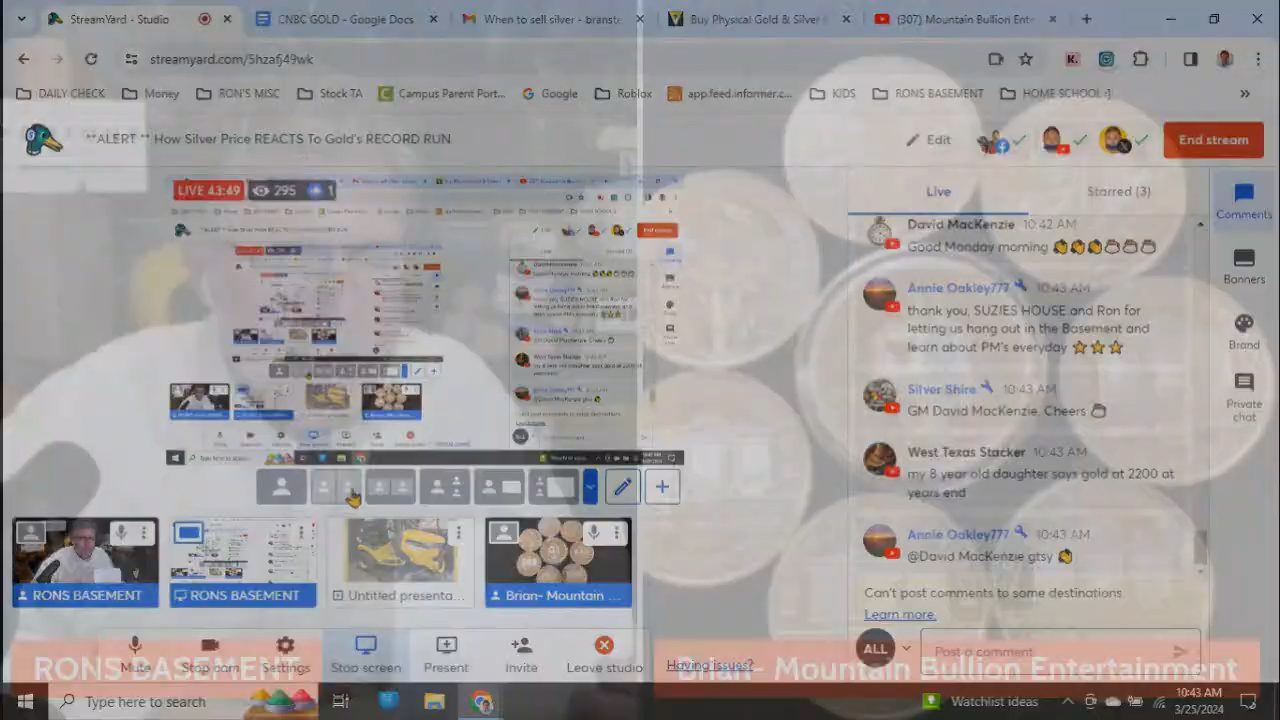 StreamYard - Studio
CNBC GOLD - Google Docs
When to sell silver - branste
Buy Physical Gold & Silver
(307) Mountain Bullion Ente
streamyard.com/5hzafj49wk
DAILY CHECK
Money
RON'S MISC
Stock TA
Campus Parent Port...
Google
Roblox
app.feed.informer.c...
KIDS
RONS BASEMENT
HOME SCHOOL :]
**ALERT ** How Silver Price REACTS To Gold's RECORD RUN
Edit
End stream
LIVE 43:49
295
1
Live
Starred (3)
David MacKenzie 10:42 AM
Good Monday morning
Annie Oakley777 10:43 AM
thank you, SUZIES HOUSE and Ron for
letting us hang out in the Basement and
learn about PM's everyday
Silver Shire 10:43 AM
GM David MacKenzie. Cheers
West Texas Stacker 10:43 AM
my 8 year old daughter says gold at 2200 at
years end
Annie Oakley777 10:43 AM
@David MacKenzie gtsy
Can't post comments to some destinations.
Learn more.
ALL
Post a comment
Comments
Banners
Brand
Private
chat
RONS BASEMENT
RONS BASEMENT
Untitled presenta...
Brian- Mountain ...
Mute
Stop cam
Settings
Stop screen
Present
Invite
Leave studio
Having issues?
RONS BASEMENT
Brian- Mountain Bullion Entertainment
Type here to search
Watchlist ideas
10:43 AM
3/25/2024